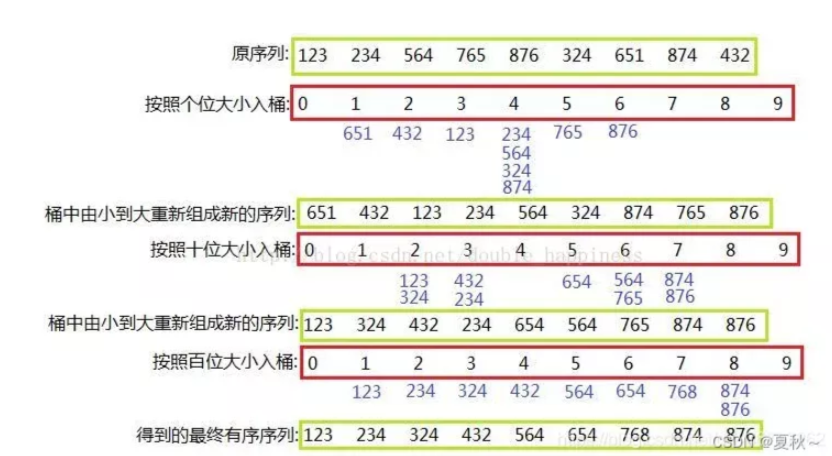 原序列: 123 234 564 765 876 324 651 874 432
按照个位大小入桶: 0 1 2 3 4 5 6 7 8 9
651 432 123 234 765 876
564
324
874
桶中由小到大重新组成新的序列: 651 432 123 234 564 324 874 765 876
按照十位大小入桶: 0 1 2 3 4 5 6 7 8 9
http://blog.csdn.net/double_happiness
123 432 654 564 874
324 234 765 876
桶中由小到大重新组成新的序列: 123 324 432 234 654 564 765 874 876
按照百位大小入桶: 0 1 2 3 4 5 6 7 8 9
123 234 324 432 564 654 768 874
876
得到的最终有序序列: 123 234 324 432 564 654 768 874 876
CSDN @夏秋~